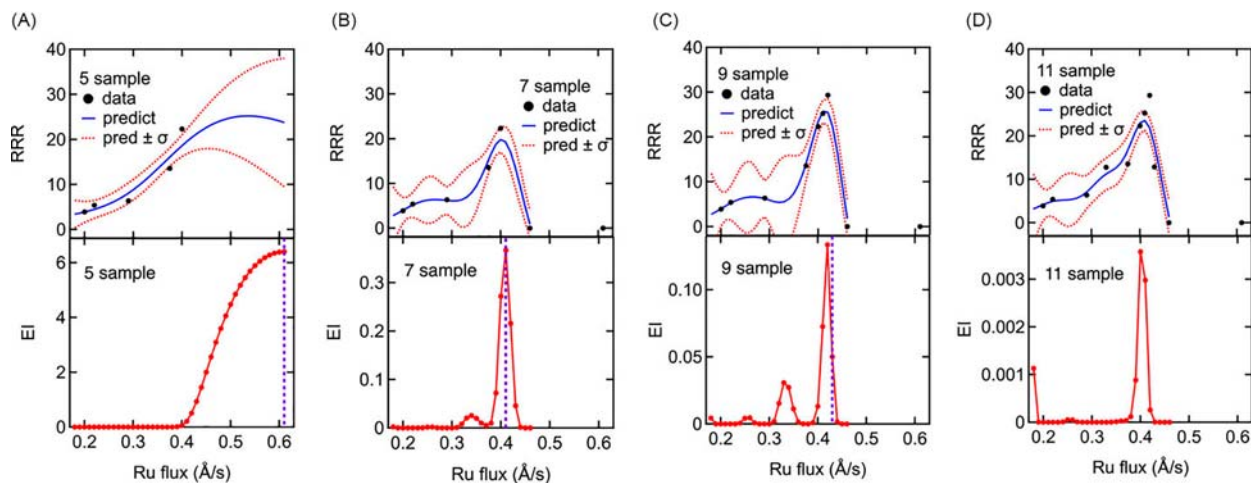 (A)
40
30
20
10
0
RRR
5 sample
data
predict
pred ± σ
6
4
2
0
EI
5 sample
0.2 0.3 0.4 0.5 0.6
Ru flux (Å/s)
(B)
40
30
20
10
0
RRR
7 sample
data
predict
pred ± σ
0.3
0.2
0.1
0
EI
7 sample
0.2 0.3 0.4 0.5 0.6
Ru flux (Å/s)
(C)
40
30
20
10
0
RRR
9 sample
data
predict
pred ± σ
0.10
0.05
0
EI
9 sample
0.2 0.3 0.4 0.5 0.6
Ru flux (Å/s)
(D)
40
30
20
10
0
RRR
11 sample
data
predict
pred ± σ
0.003
0.002
0.001
0
EI
11 sample
0.2 0.3 0.4 0.5 0.6
Ru flux (Å/s)